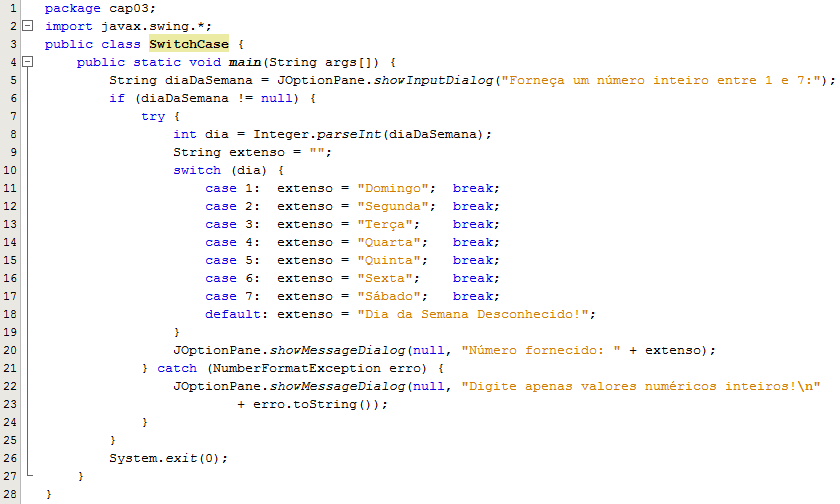 1 package cap03;
2 import javax.swing.*;
3 public class SwitchCase {
4     public static void main(String args[]) {
5         String diaDaSemana = JOptionPane.showInputDialog("Forneça um número inteiro entre 1 e 7:");
6         if (diaDaSemana != null) {
7             try {
8                 int dia = Integer.parseInt(diaDaSemana);
9                 String extenso = "";
10                 switch (dia) {
11                     case 1:  extenso = "Domingo";  break;
12                     case 2:  extenso = "Segunda";  break;
13                     case 3:  extenso = "Terça";    break;
14                     case 4:  extenso = "Quarta";   break;
15                     case 5:  extenso = "Quinta";   break;
16                     case 6:  extenso = "Sexta";    break;
17                     case 7:  extenso = "Sábado";   break;
18                     default: extenso = "Dia da Semana Desconhecido!";
19                 }
20                 JOptionPane.showMessageDialog(null, "Número fornecido: " + extenso);
21             } catch (NumberFormatException erro) {
22                 JOptionPane.showMessageDialog(null, "Digite apenas valores numéricos inteiros!\n"
23                         + erro.toString());
24             }
25         }
26         System.exit(0);
27     }
28 }